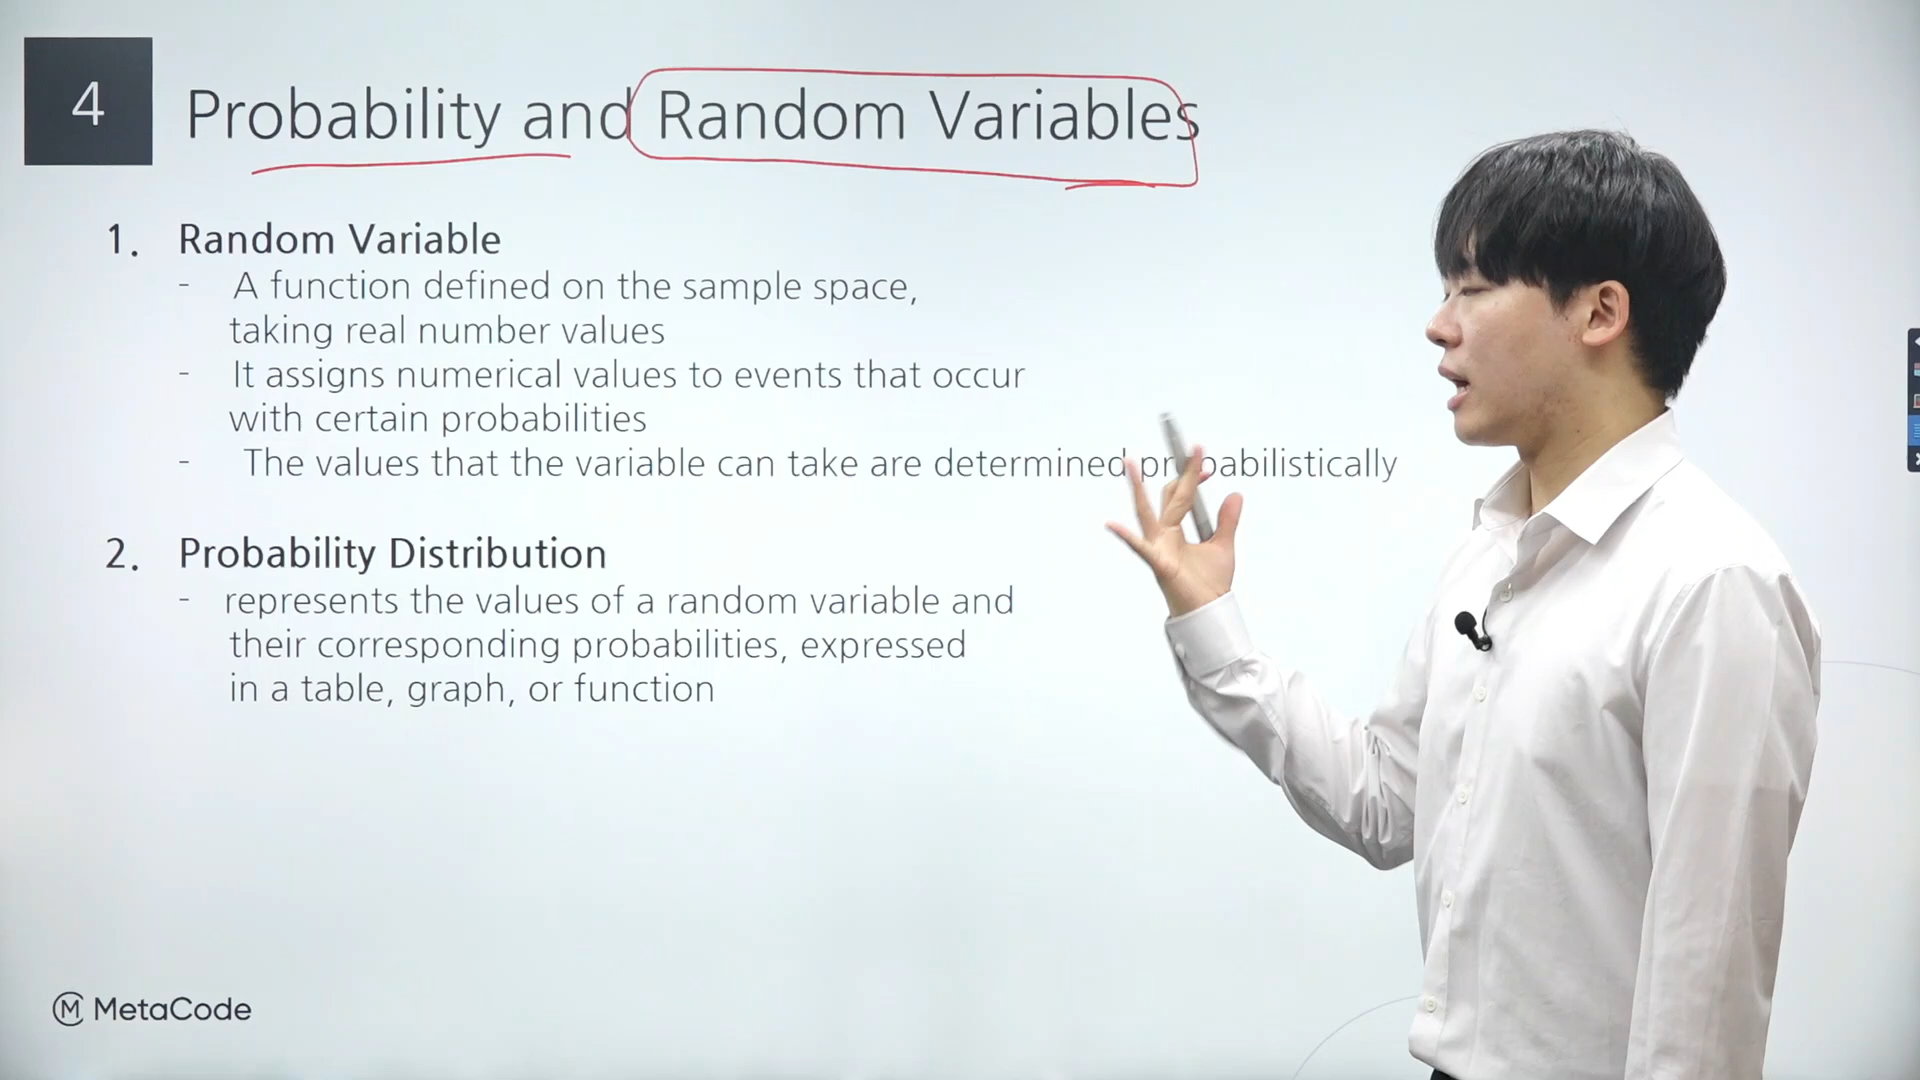 4
Probability and Random Variables
1. Random Variable
- A function defined on the sample space,
taking real number values
- It assigns numerical values to events that occur
with certain probabilities
- The values that the variable can take are determined probabilistically
2. Probability Distribution
- represents the values of a random variable and
their corresponding probabilities, expressed
in a table, graph, or function
M MetaCode